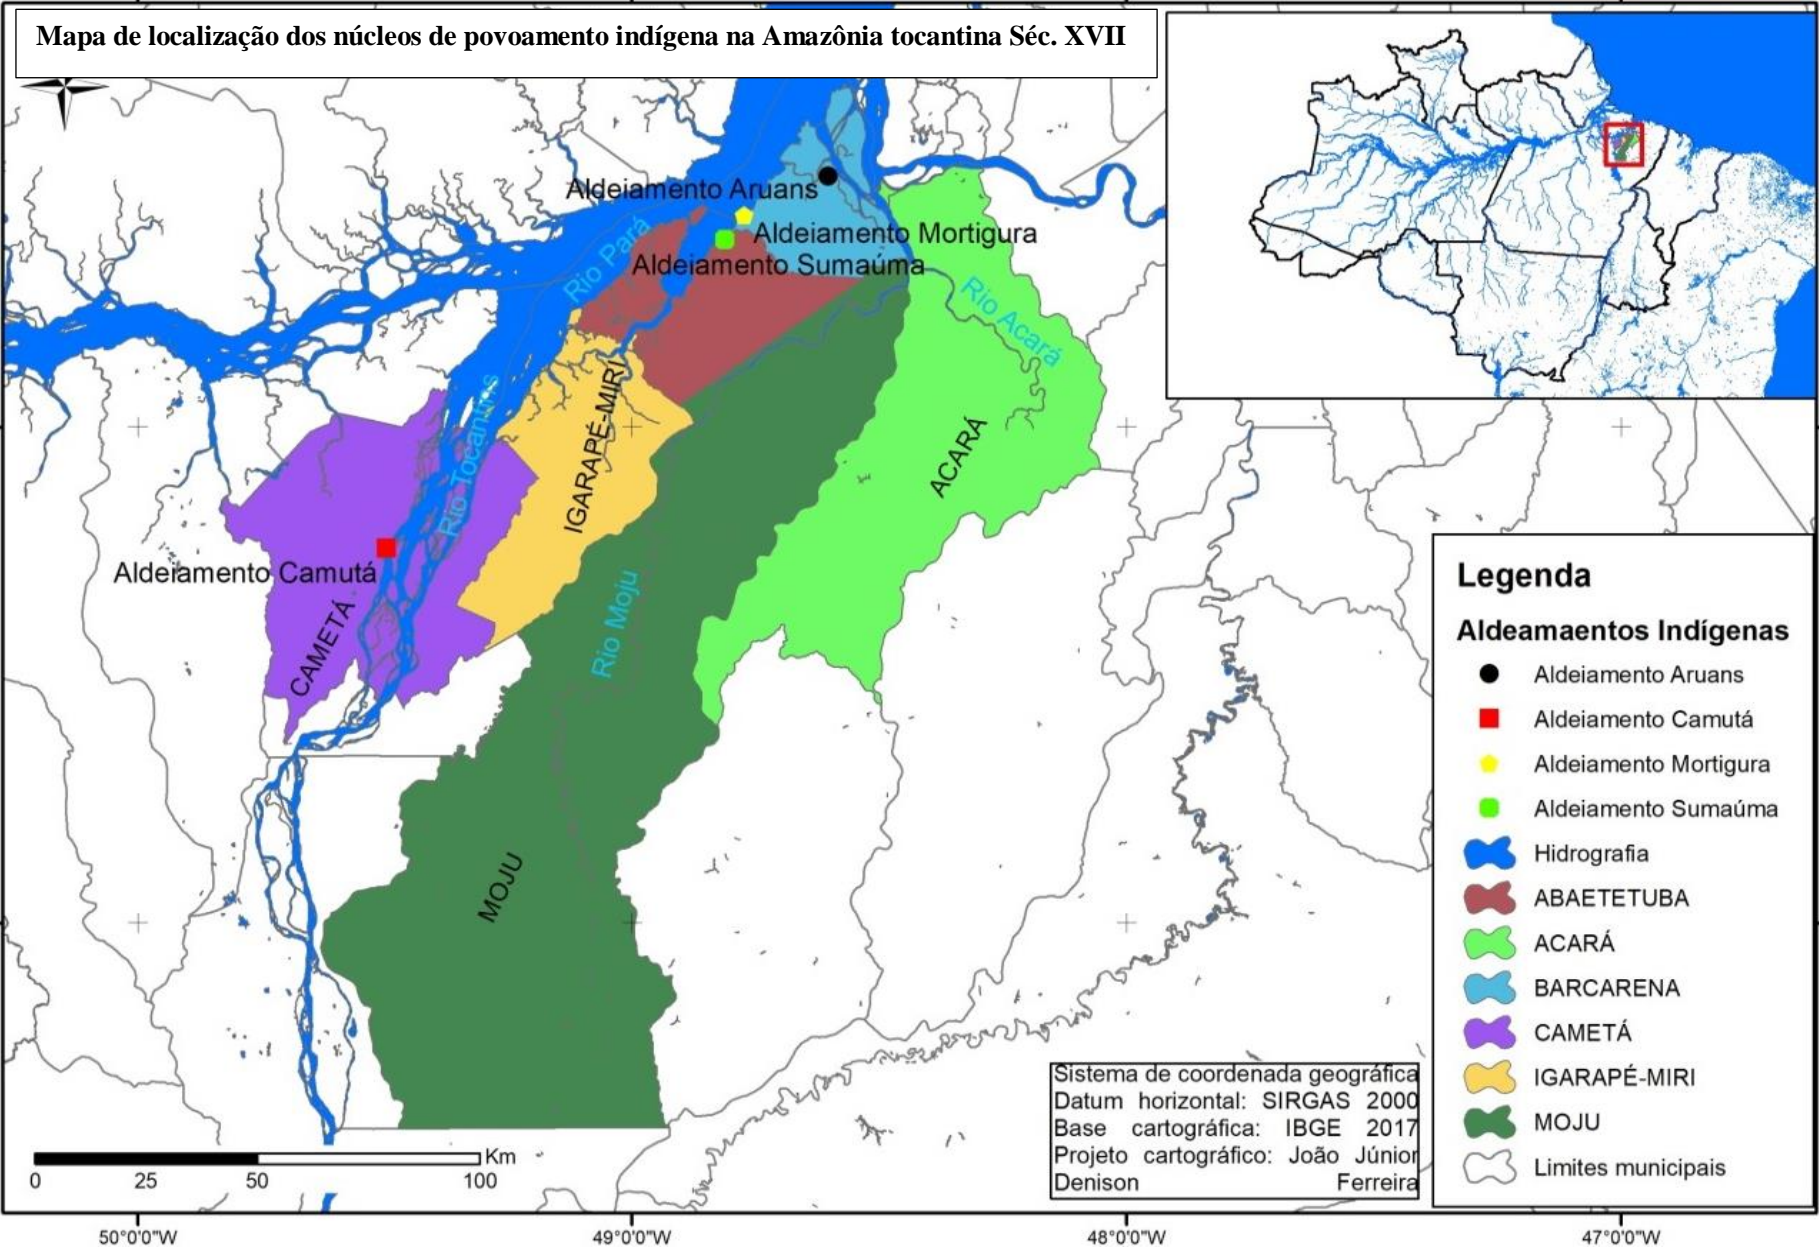 Mapa de localização dos núcleos de povoamento indígena na Amazônia tocantina Séc. XVII
Aldeiamento Aruans
Aldeiamento Mortigura
Aldeiamento Sumaúma
Rio Pará
Rio Acará
Rio Tocantins
IGARAPÉ-MIRI
ACARÁ
Aldeiamento Camutá
CAMETÁ
Rio Moju
MOJU
Legenda
Aldeamaentos Indígenas
Aldeiamento Aruans
Aldeiamento Camutá
Aldeiamento Mortigura
Aldeiamento Sumaúma
Hidrografia
ABAETETUBA
ACARÁ
BARCARENA
CAMETÁ
IGARAPÉ-MIRI
MOJU
Limites municipais
Sistema de coordenada geográfica
Datum horizontal: SIRGAS 2000
Base cartográfica: IBGE 2017
Projeto cartográfico: João Júnior
Denison Ferreira
Km
0 25 50 100
50°0'0"W 49°0'0"W 48°0'0"W 47°0'0"W